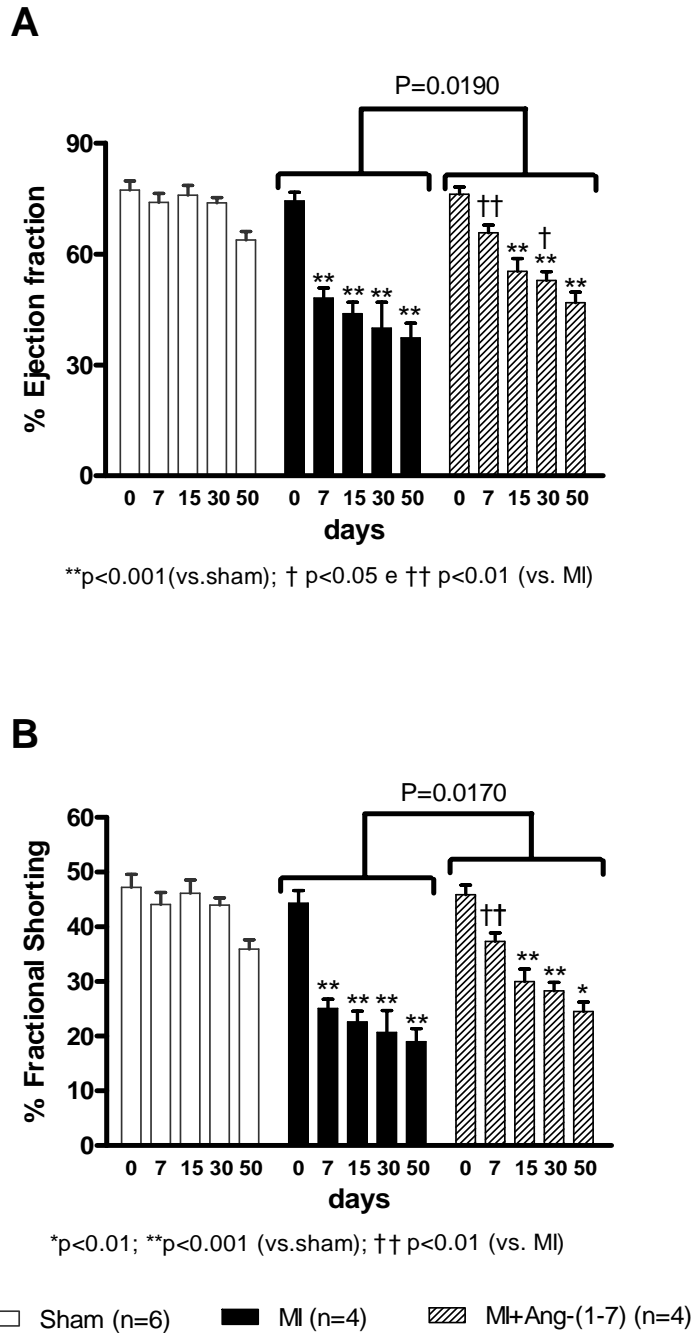 A
P=0.0190
90
60
30
0
% Ejection fraction
††
†
** ** ** **
** ** **
0 7 15 30 50 0 7 15 30 50 0 7 15 30 50
days
**p<0.001(vs.sham); † p<0.05 e †† p<0.01 (vs. MI)
B
P=0.0170
60
50
40
30
20
10
0
% Fractional Shorting
††
** ** ** **
** ** *
0 7 15 30 50 0 7 15 30 50 0 7 15 30 50
days
*p<0.01; **p<0.001 (vs.sham); †† p<0.01 (vs. MI)
Sham (n=6) MI (n=4) MI+Ang-(1-7) (n=4)